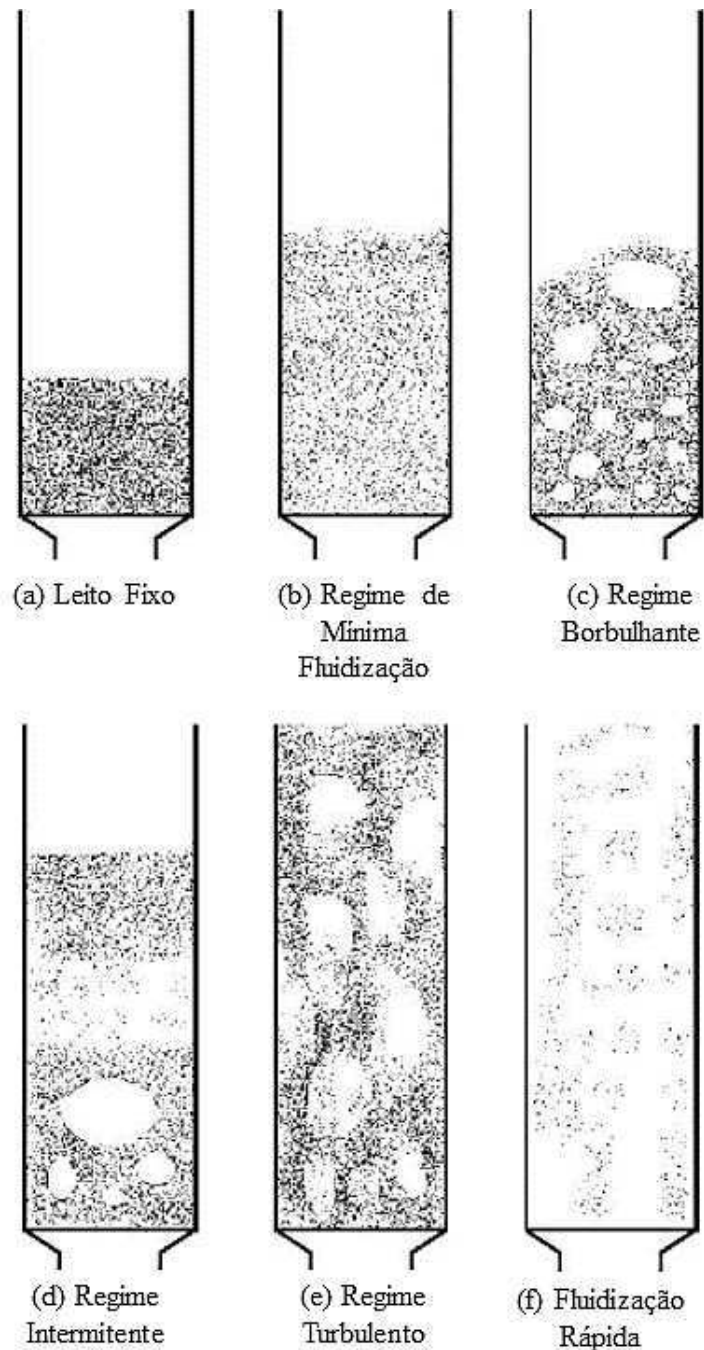 (a) Leito Fixo
(b) Regime de
Mínima
Fluidização
(c) Regime
Borbulhante
(d) Regime
Intermitente
(e) Regime
Turbulento
(f) Fluidização
Rápida